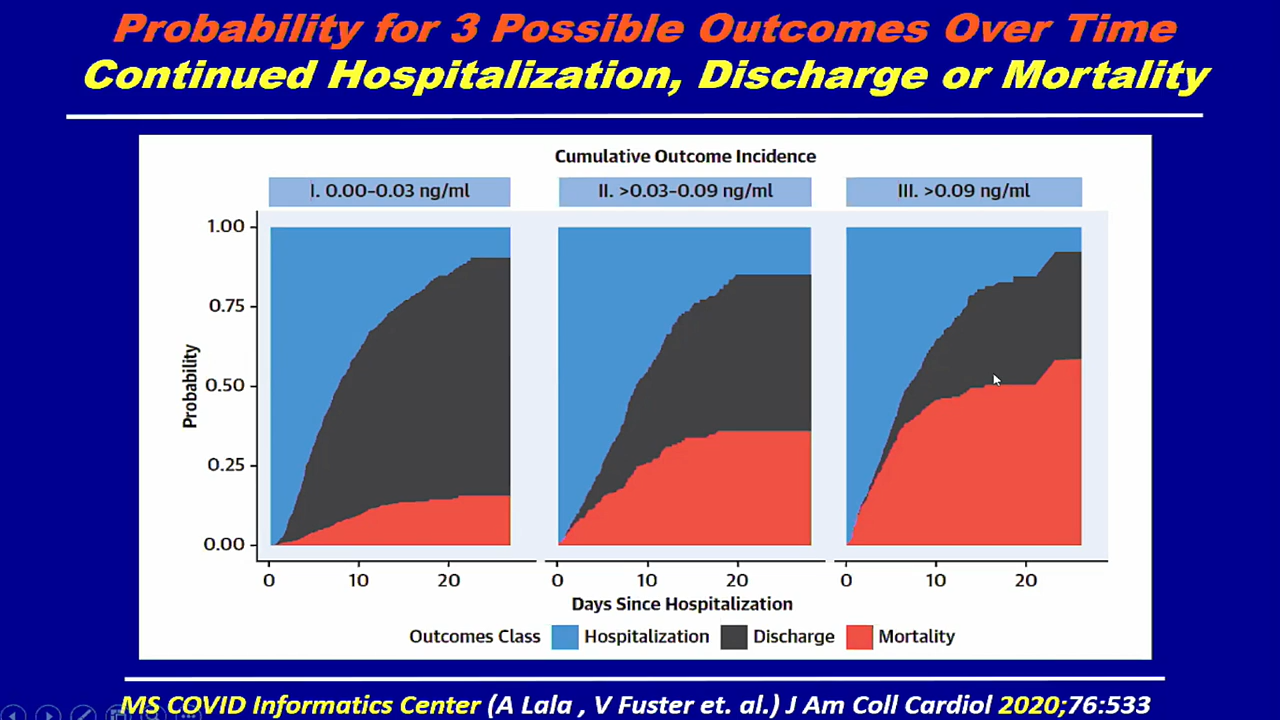 Probability for 3 Possible Outcomes Over Time
Continued Hospitalization, Discharge or Mortality
Cumulative Outcome Incidence
I. 0.00-0.03 ng/ml
II. >0.03-0.09 ng/ml
III. >0.09 ng/ml
1.00
0.75
0.50
0.25
0.00
Probability
0 10 20
0 10 20
0 10 20
Days Since Hospitalization
Outcomes Class Hospitalization Discharge Mortality
MS COVID Informatics Center (A Lala , V Fuster et. al.) J Am Coll Cardiol 2020;76:533